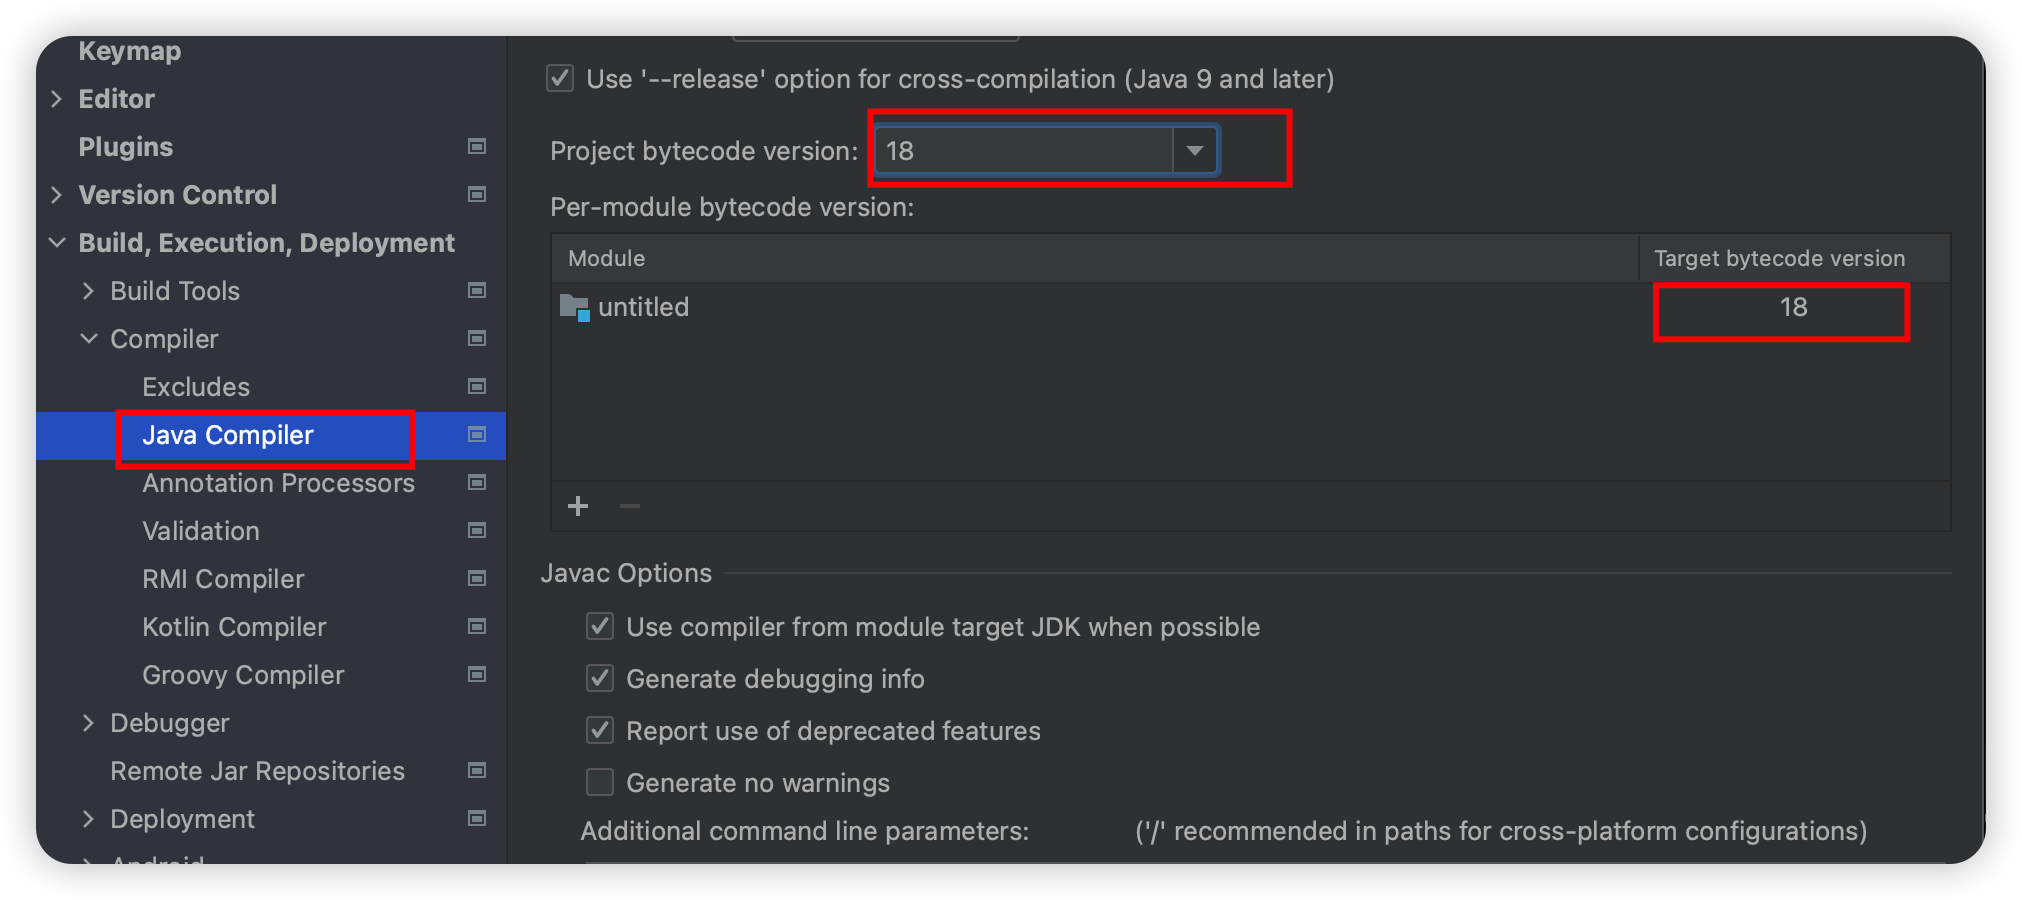 Keymap
Editor
Plugins
Version Control
Build, Execution, Deployment
Build Tools
Compiler
Excludes
Java Compiler
Annotation Processors
Validation
RMI Compiler
Kotlin Compiler
Groovy Compiler
Debugger
Remote Jar Repositories
Deployment
Android
Use '--release' option for cross-compilation (Java 9 and later)
Project bytecode version: 18
Per-module bytecode version:
Module Target bytecode version
untitled 18
Javac Options
Use compiler from module target JDK when possible
Generate debugging info
Report use of deprecated features
Generate no warnings
Additional command line parameters: ('/' recommended in paths for cross-platform configurations)